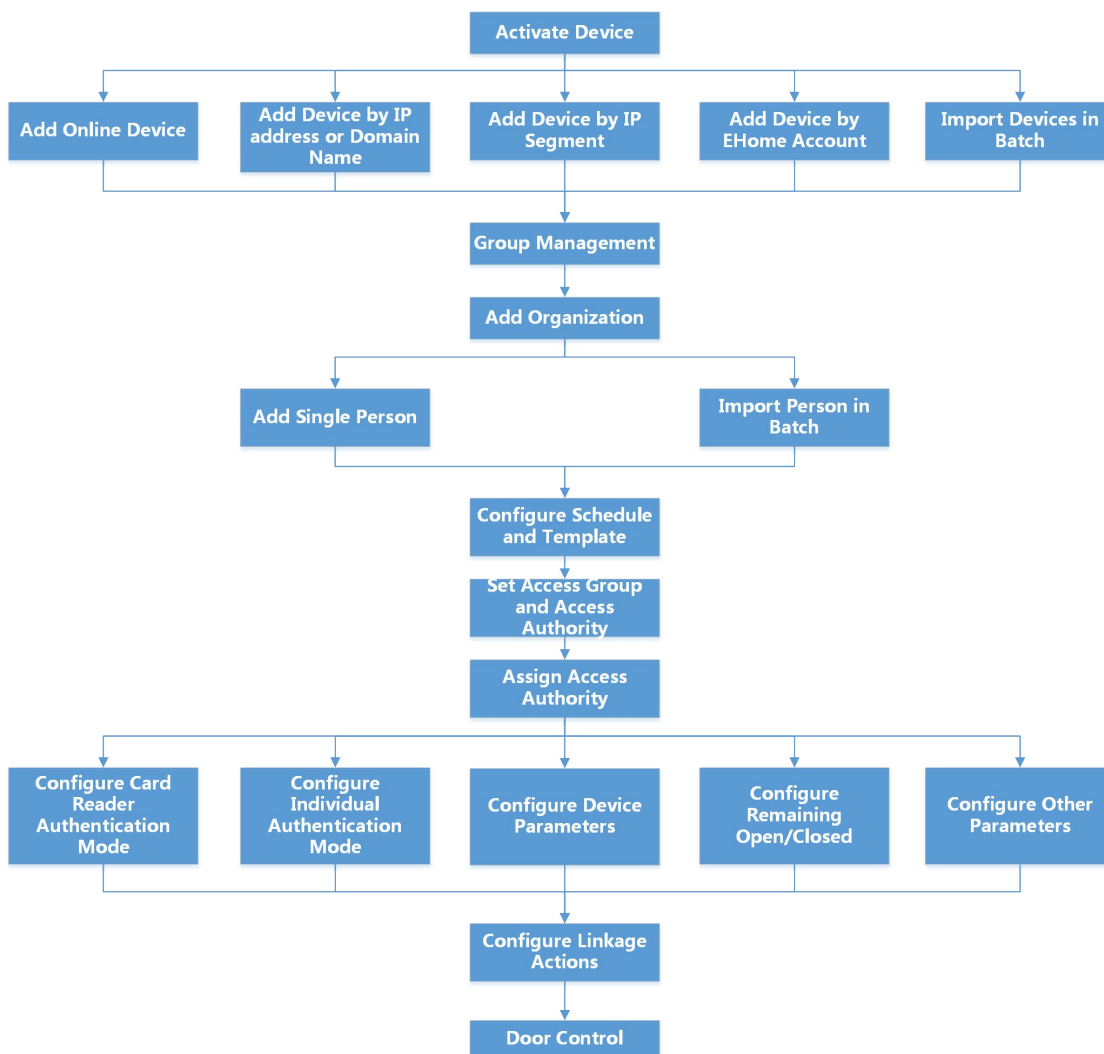 Activate Device
Add Online Device
Add Device by IP
address or Domain
Name
Add Device by IP
Segment
Add Device by
EHome Account
Import Devices in
Batch
Group Management
Add Organization
Add Single Person
Import Person in
Batch
Configure Schedule
and Template
Set Access Group
and Access
Authority
Assign Access
Authority
Configure Card
Reader
Authentication
Mode
Configure
Individual
Authentication
Mode
Configure Device
Parameters
Configure
Remaining
Open/Closed
Configure Other
Parameters
Configure Linkage
Actions
Door Control